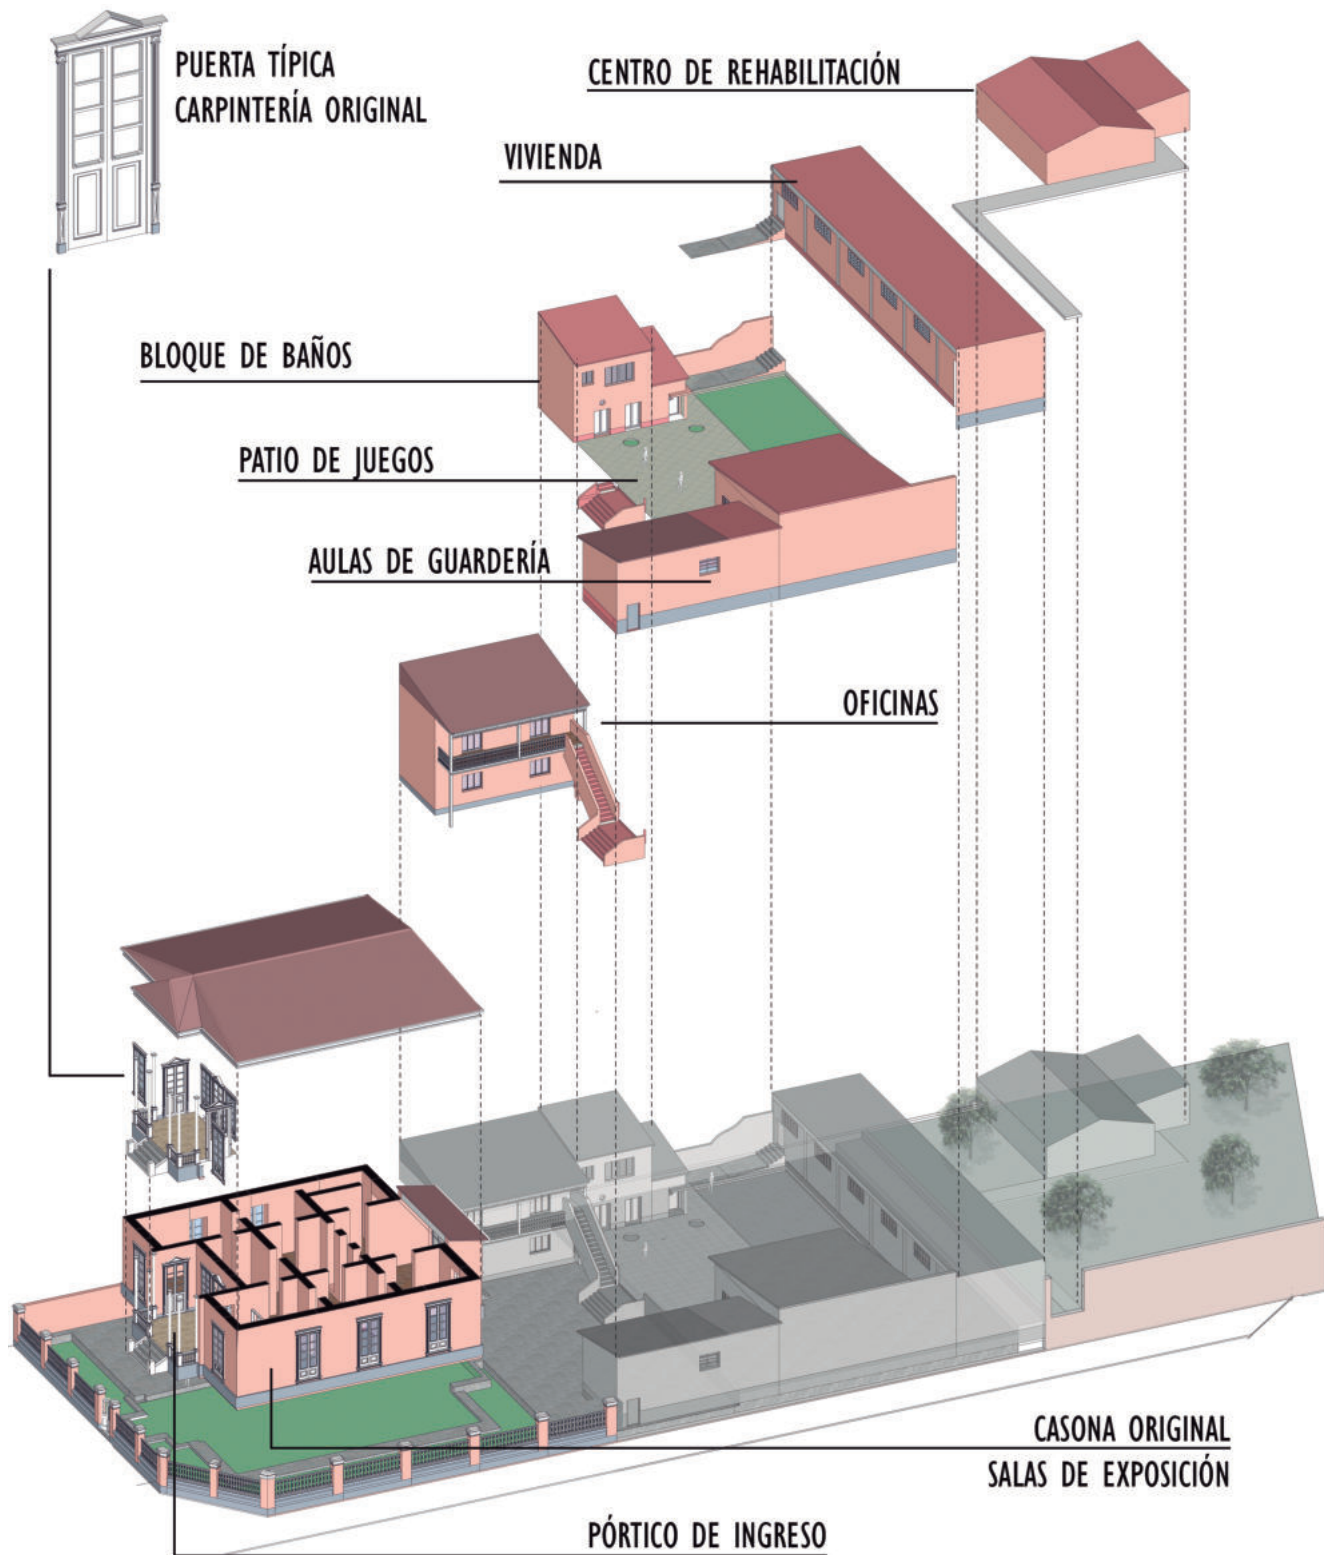 PUERTA TÍPICA
CARPINTERÍA ORIGINAL
CENTRO DE REHABILITACIÓN
VIVIENDA
BLOQUE DE BAÑOS
PATIO DE JUEGOS
AULAS DE GUARDERÍA
OFICINAS
CASONA ORIGINAL
SALAS DE EXPOSICIÓN
PÓRTICO DE INGRESO